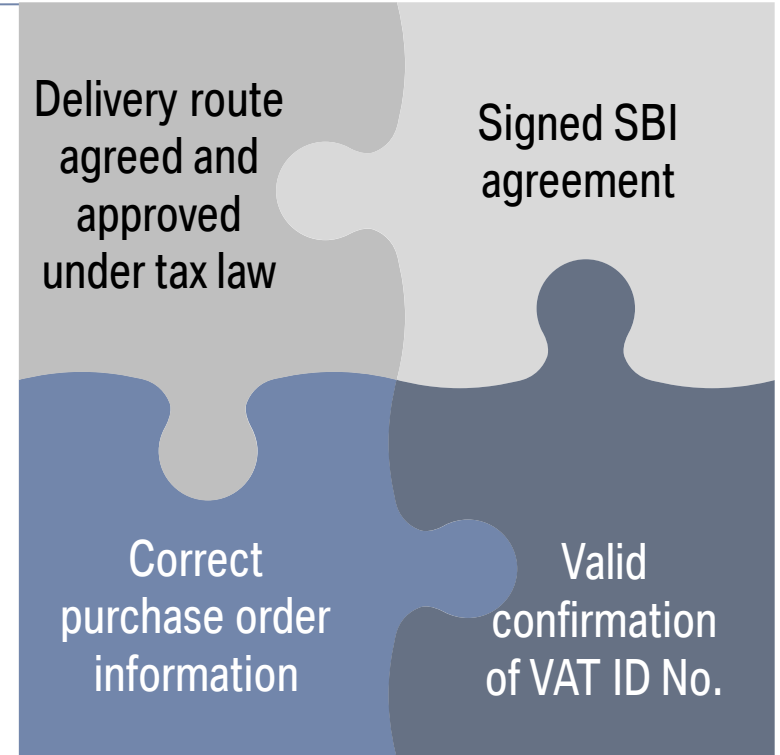 Delivery route
agreed and
approved
under tax law
Signed SBI
agreement
Correct
purchase order
information
Valid
confirmation
of VAT ID No.